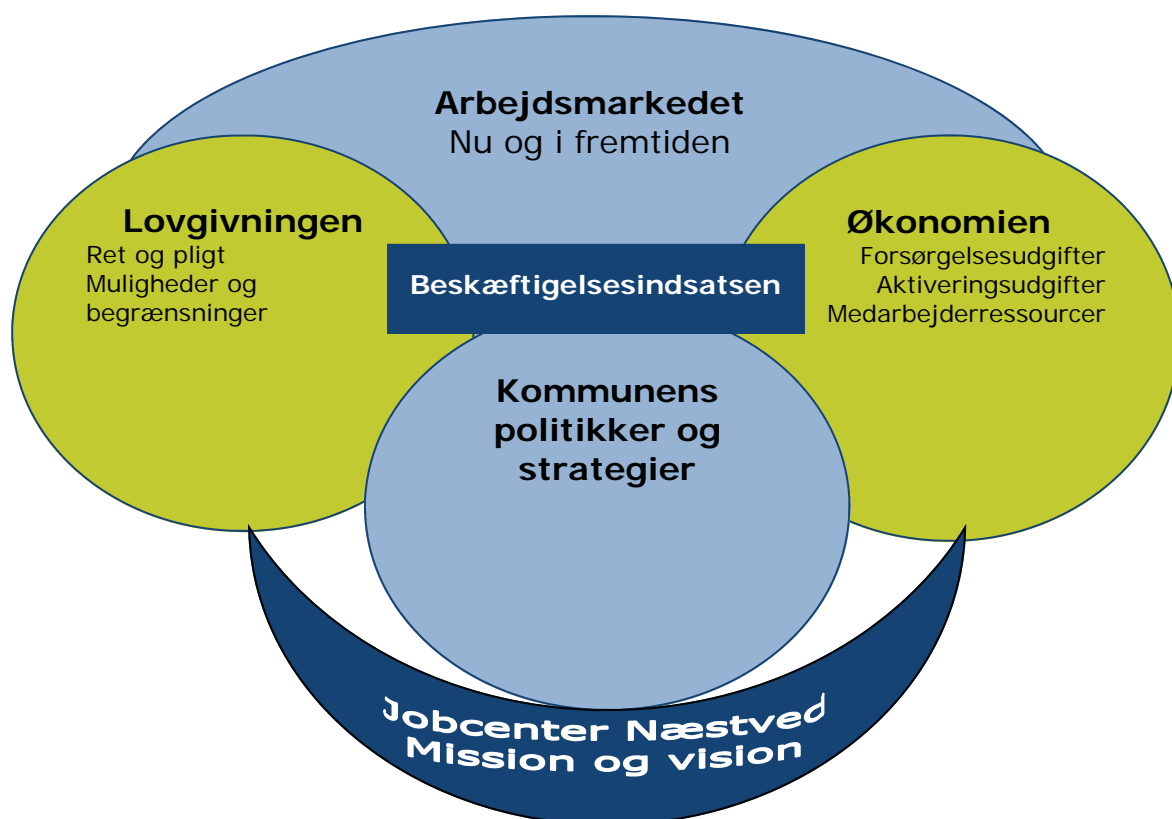 Arbejdsmarkedet
Nu og i fremtiden
Lovgivningen
Ret og pligt
Muligheder og
begrænsninger
Økonomien
Forsørgelsesudgifter
Aktiveringsudgifter
Medarbejderressourcer
Beskæftigelsesindsatsen
Kommunens
politikker og
strategier
Jobcenter Næstved
Mission og vision